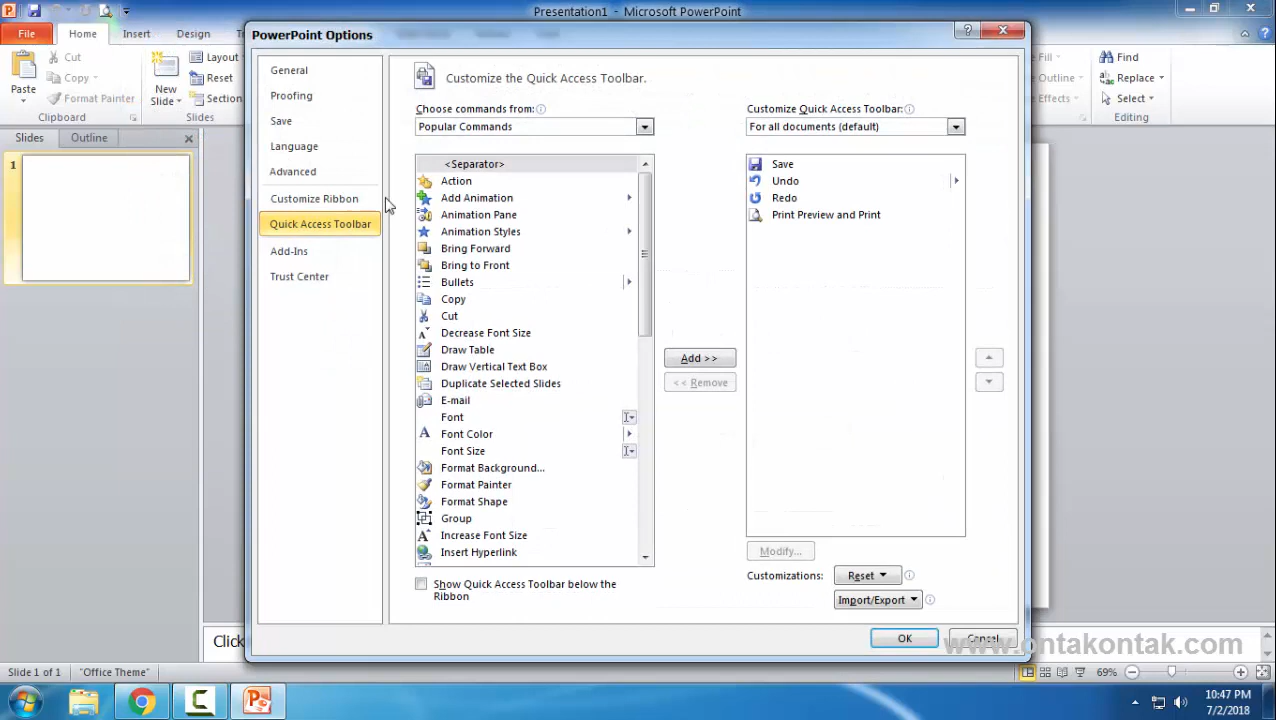 Presentation1 - Microsoft PowerPoint
File
Home
Insert
Design
Cut
Copy
Format Painter
Paste
Clipboard
New
Slide
Layout
Reset
Section
Slides
Find
Replace
Select
Editing
Fill
Outline
Effects
Slides
Outline
1
PowerPoint Options
General
Proofing
Save
Language
Advanced
Customize Ribbon
Quick Access Toolbar
Add-Ins
Trust Center
Customize the Quick Access Toolbar.
Choose commands from:
Popular Commands
<Separator>
Action
Add Animation
Animation Pane
Animation Styles
Bring Forward
Bring to Front
Bullets
Copy
Cut
Decrease Font Size
Draw Table
Draw Vertical Text Box
Duplicate Selected Slides
E-mail
Font
Font Color
Font Size
Format Background...
Format Painter
Format Shape
Group
Increase Font Size
Insert Hyperlink
Show Quick Access Toolbar below the
Ribbon
Add >>
<< Remove
Customize Quick Access Toolbar:
For all documents (default)
Save
Undo
Redo
Print Preview and Print
Modify...
Customizations:
Reset
Import/Export
OK
Cancel
www.ontakontak.com
Click
Slide 1 of 1
"Office Theme"
69%
10:47 PM
7/2/2018